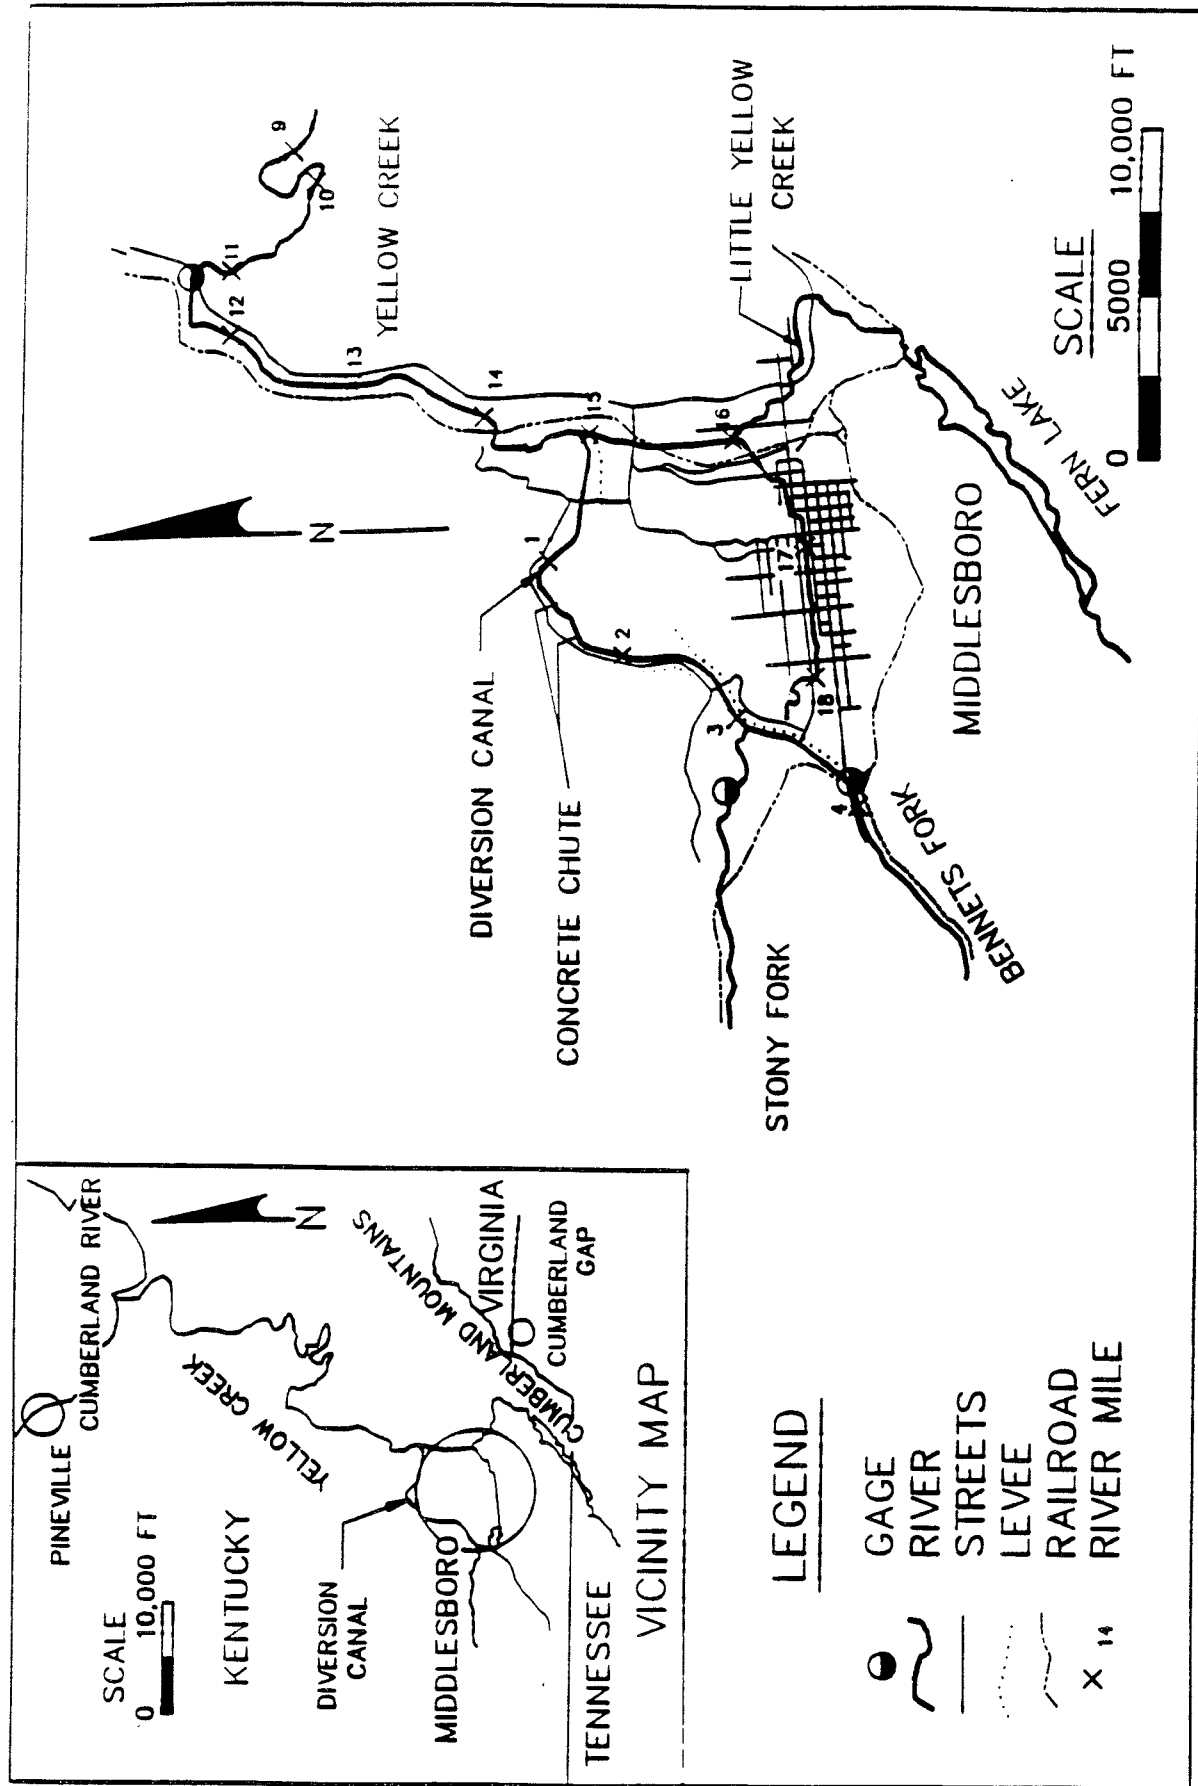 PINEVILLE
CUMBERLAND RIVER
SCALE
0 10,000 FT
KENTUCKY
YELLOW CREEK
N
DIVERSION
CANAL
MIDDLESBORO
CUMBERLAND MOUNTAINS
VIRGINIA
CUMBERLAND
GAP
TENNESSEE
VICINITY MAP
LEGEND
GAGE
RIVER
STREETS
LEVEE
RAILROAD
14 RIVER MILE
9
10
11
12
YELLOW CREEK
13
14
N
15
16
1
DIVERSION CANAL
CONCRETE CHUTE
2
3
17
18
4
LITTLE YELLOW
CREEK
STONY FORK
BENNETS FORK
MIDDLESBORO
FERN LAKE
SCALE
0 5000 10,000 FT